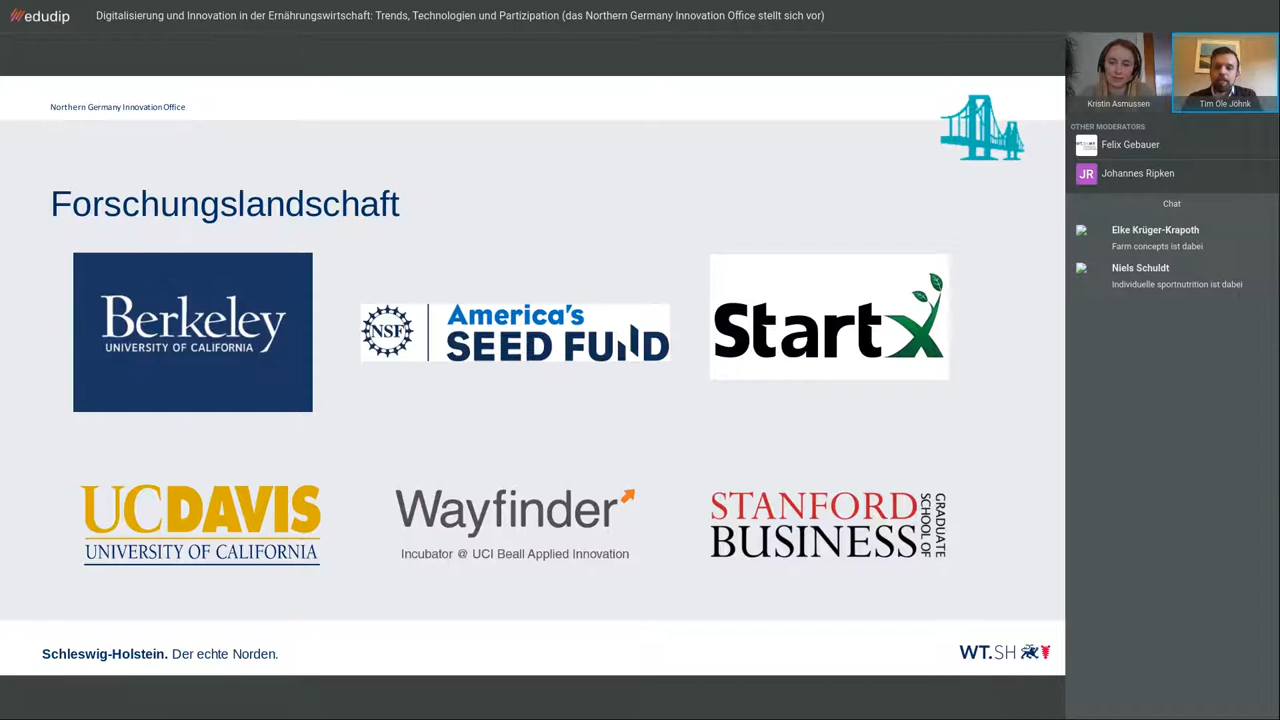 edudip
Digitalisierung und Innovation in der Ernährungswirtschaft: Trends, Technologien und Partizipation (das Northern Germany Innovation Office stellt sich vor)
Northern Germany Innovation Office
Forschungslandschaft
Berkeley
UNIVERSITY OF CALIFORNIA
NSF
America's
SEED FUND
StartX
UCDAVIS
UNIVERSITY OF CALIFORNIA
Wayfinder
Incubator @ UCI Beall Applied Innovation
STANFORD
BUSINESS
GRADUATE
SCHOOL OF
Schleswig-Holstein. Der echte Norden.
WT.SH
Kristin Asmussen
Tim Ole Jöhnk
OTHER MODERATORS
Felix Gebauer
JR
Johannes Ripken
Chat
Elke Krüger-Krapoth
Farm concepts ist dabei
Niels Schuldt
Individuelle sportnutrition ist dabei